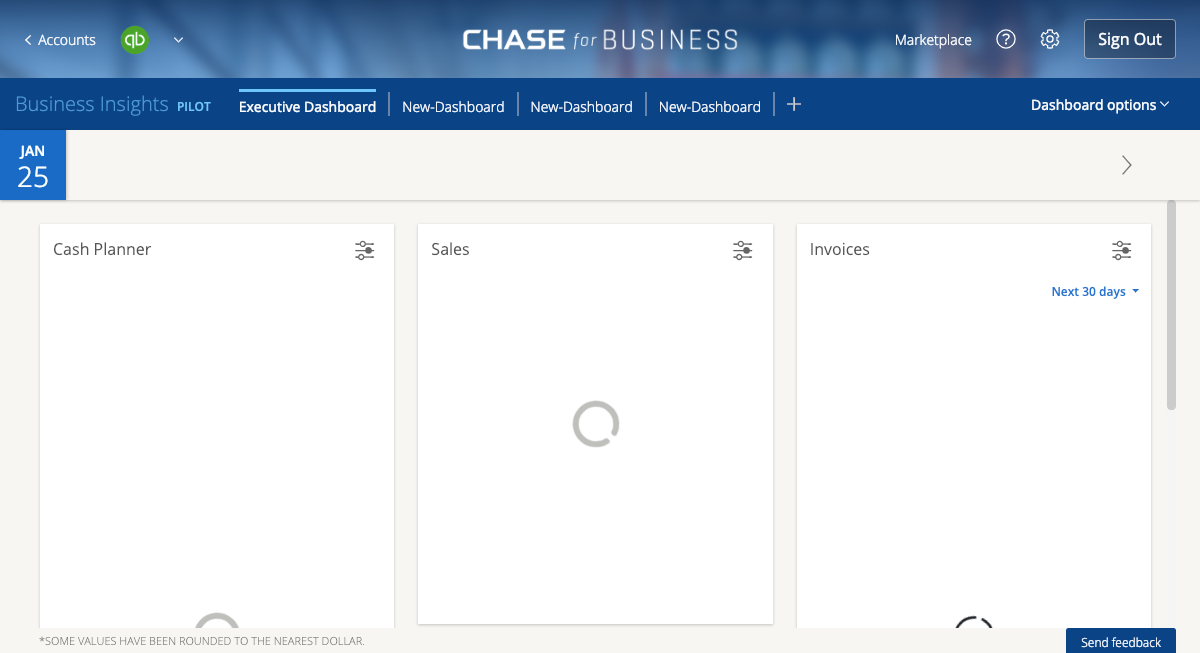 Accounts
qb
CHASE for BUSINESS
Marketplace
?
Sign Out
Business Insights PILOT
Executive Dashboard
New-Dashboard
New-Dashboard
New-Dashboard
+
Dashboard options
JAN
25
Cash Planner
Sales
Invoices
Next 30 days
*SOME VALUES HAVE BEEN ROUNDED TO THE NEAREST DOLLAR.
Send feedback